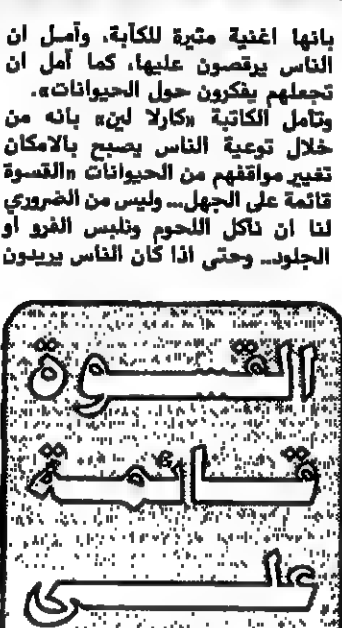 بانها اغنية مثيرة للكآبة، وآمل ان
الناس يرقصون عليها، كما آمل ان
تجعلهم يفكرون حول الحيوانات».
وتأمل الكاتبة «كارلا لين» بانه من
خلال توعية الناس يصبح بالامكان
تغيير مواقفهم من الحيوانات «القسوة
قائمة على الجهل... وليس من الضروري
لنا ان ناكل اللحوم ونلبس الفرو او
الجلود... وحتى اذا كان الناس يريدون
القسوة
قائمة
على